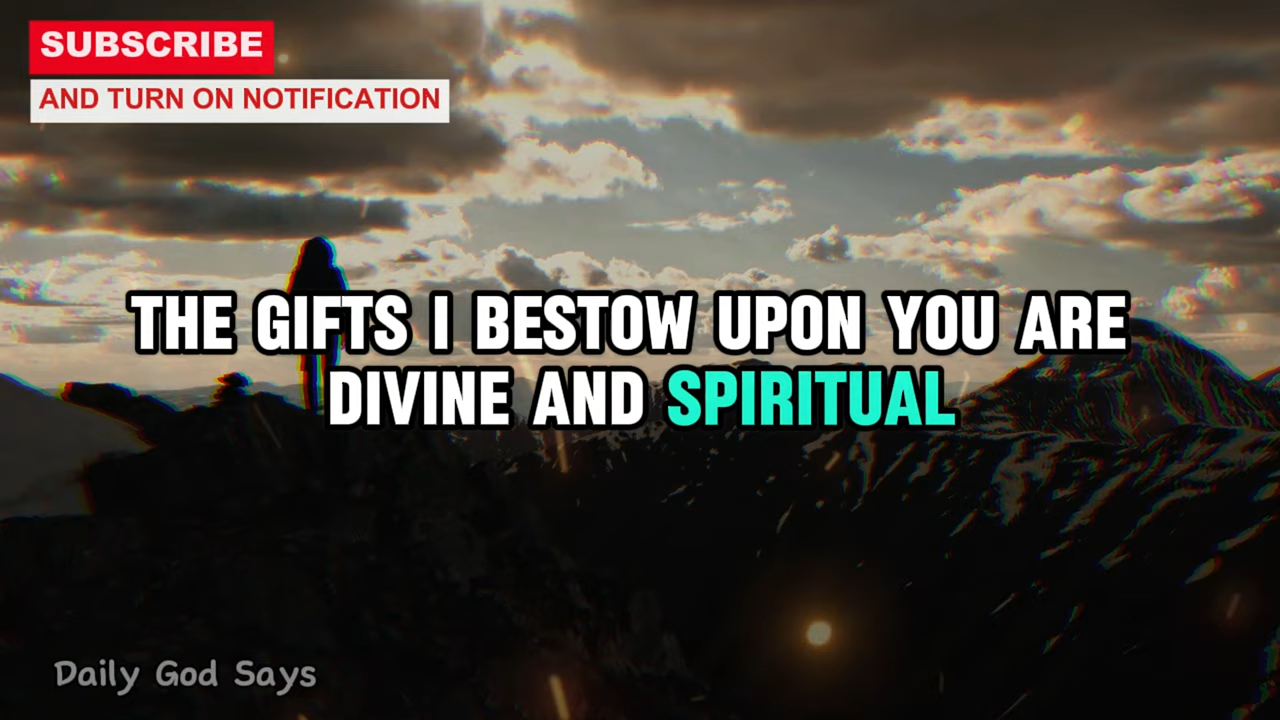 SUBSCRIBE
AND TURN ON NOTIFICATION
THE GIFTS I BESTOW UPON YOU ARE
DIVINE AND SPIRITUAL
Daily God Says